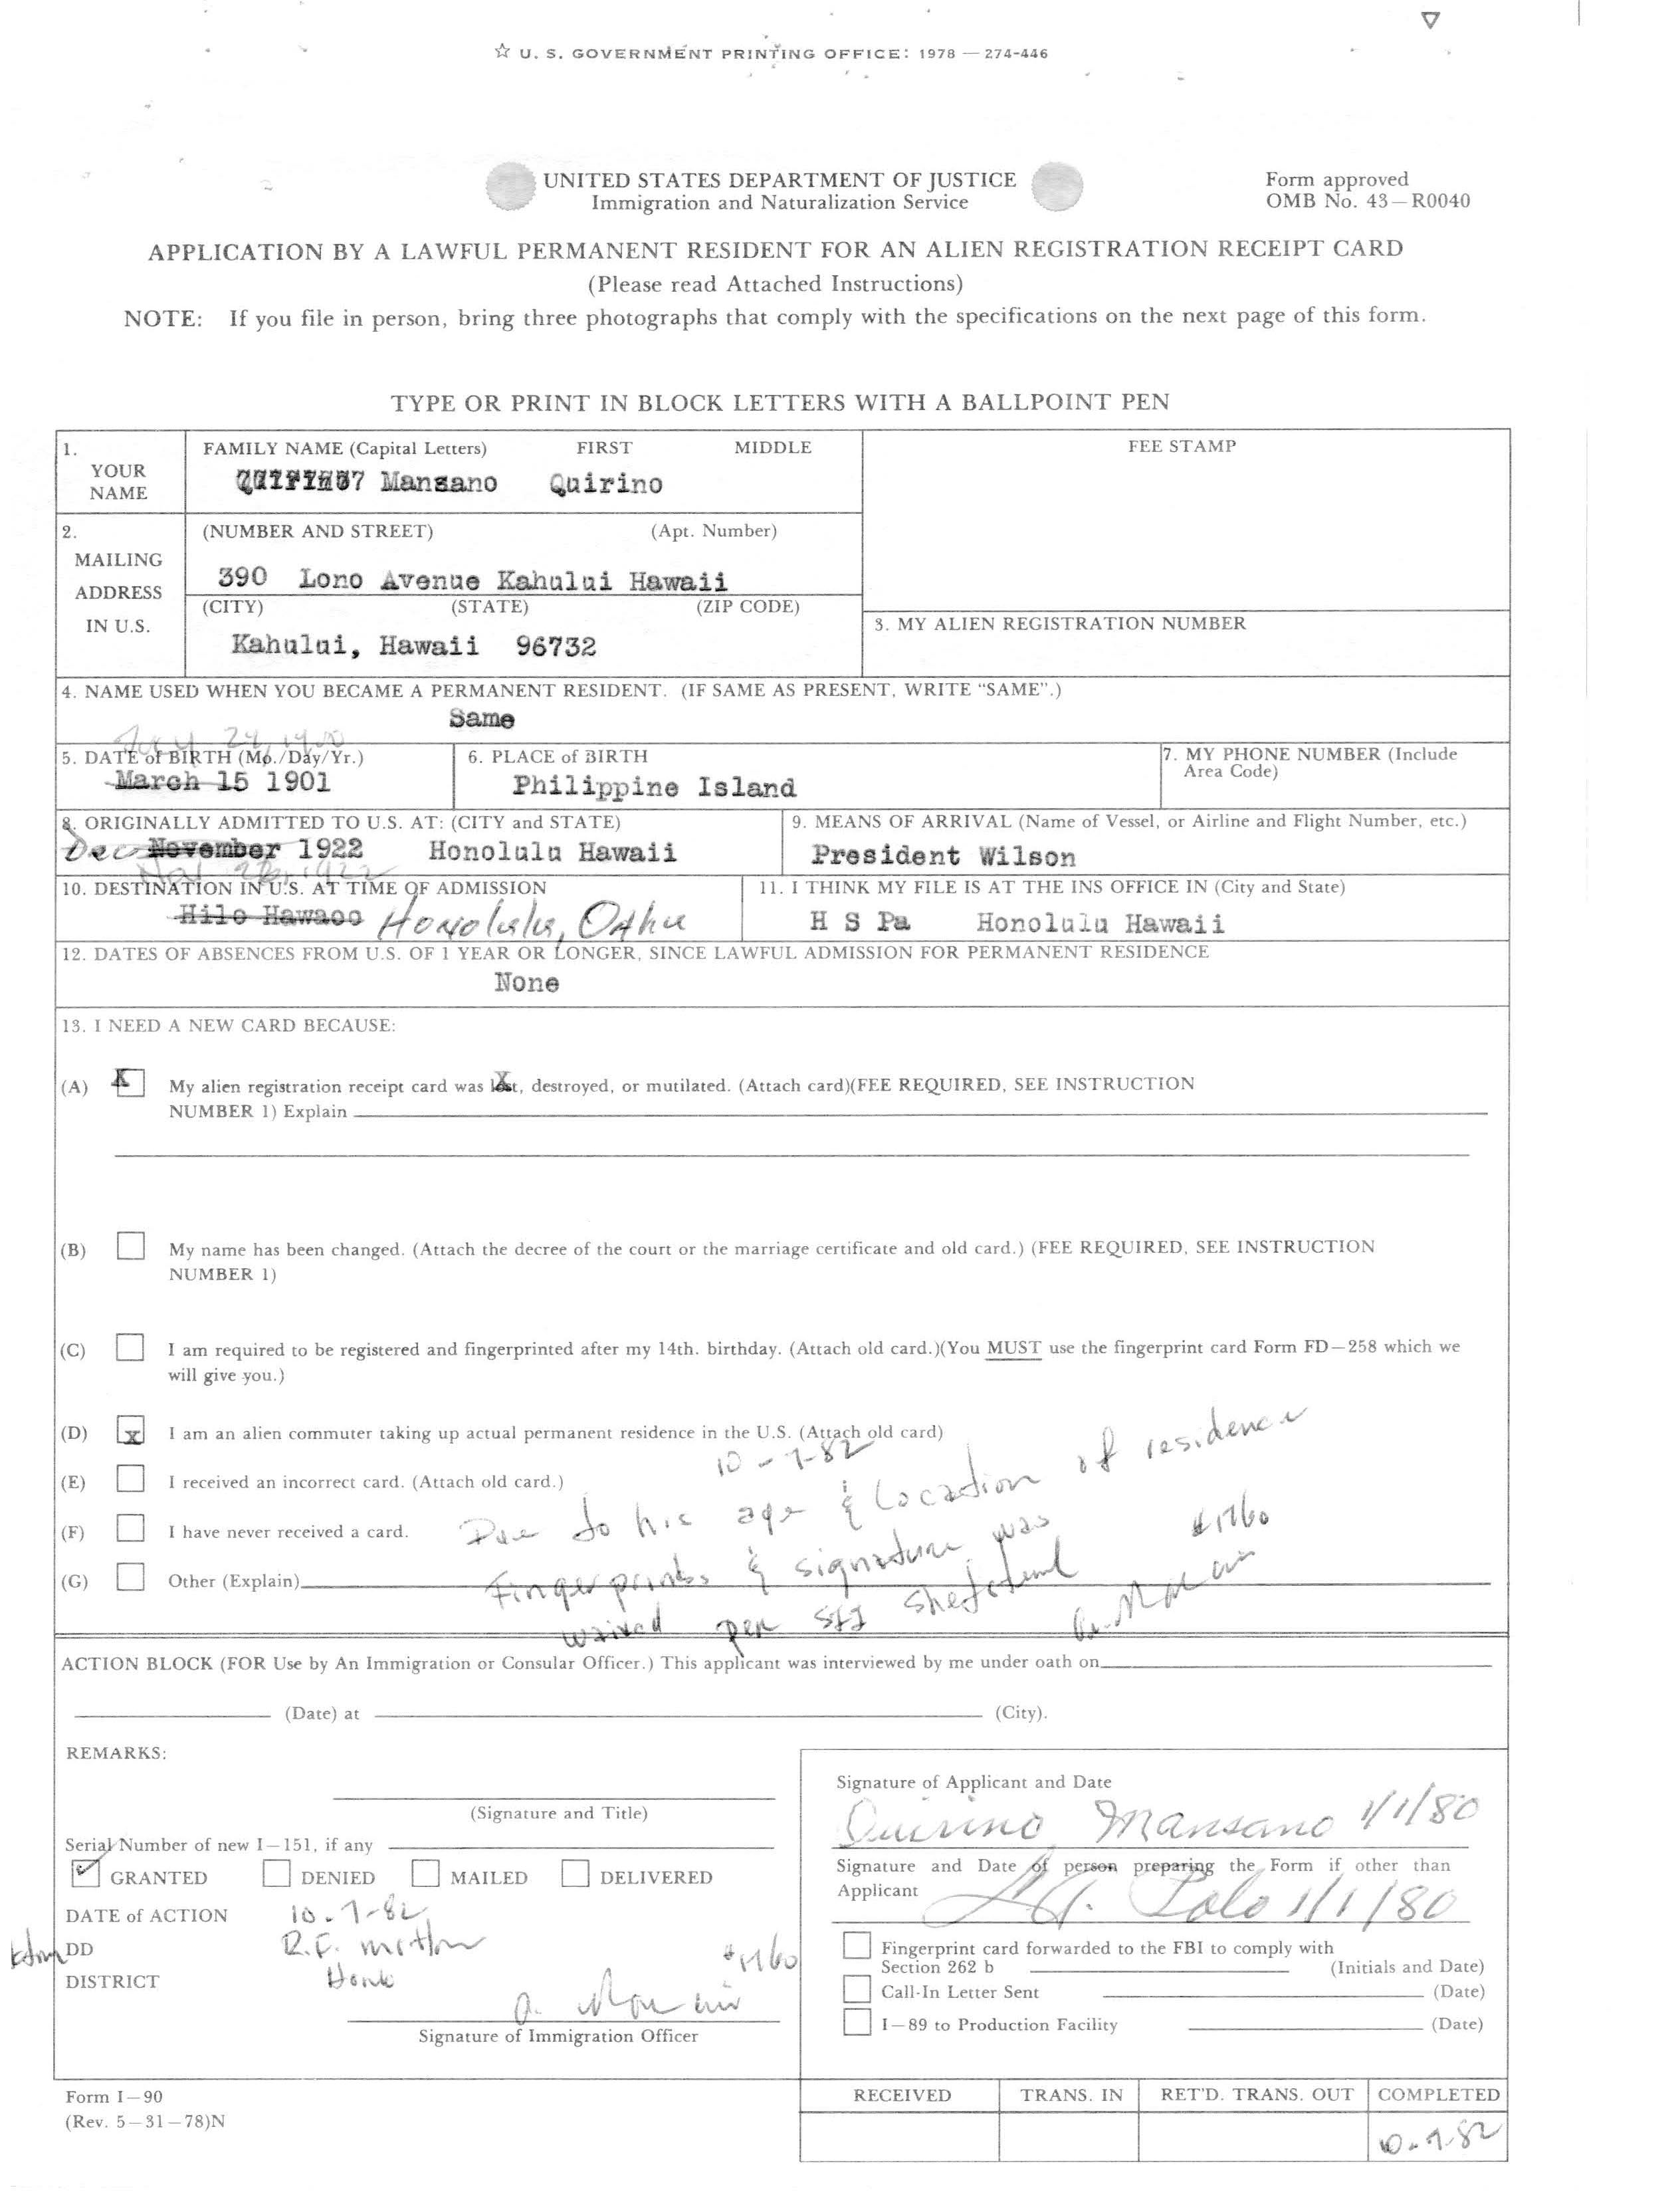 ☆ U. S. GOVERNMENT PRINTING OFFICE: 1978 — 274-446
UNITED STATES DEPARTMENT OF JUSTICE
Immigration and Naturalization Service
Form approved
OMB No. 43—R0040
APPLICATION BY A LAWFUL PERMANENT RESIDENT FOR AN ALIEN REGISTRATION RECEIPT CARD
(Please read Attached Instructions)
NOTE: If you file in person, bring three photographs that comply with the specifications on the next page of this form.
TYPE OR PRINT IN BLOCK LETTERS WITH A BALLPOINT PEN
1. YOUR NAME
FAMILY NAME (Capital Letters) FIRST MIDDLE
Mansano Quirino
FEE STAMP
2. MAILING ADDRESS IN U.S.
(NUMBER AND STREET) (Apt. Number)
390 Lono Avenue Kahului Hawaii
(CITY) (STATE) (ZIP CODE)
Kahului, Hawaii 96732
3. MY ALIEN REGISTRATION NUMBER
4. NAME USED WHEN YOU BECAME A PERMANENT RESIDENT. (IF SAME AS PRESENT, WRITE “SAME”.)
Same
July 24, 1900
5. DATE of BIRTH (Mo./Day/Yr.)
March 15 1901
6. PLACE of BIRTH
Philippine Island
7. MY PHONE NUMBER (Include Area Code)
8. ORIGINALLY ADMITTED TO U.S. AT: (CITY and STATE)
Dec November 1922 Honolulu Hawaii
9. MEANS OF ARRIVAL (Name of Vessel, or Airline and Flight Number, etc.)
President Wilson
1922
10. DESTINATION IN U.S. AT TIME OF ADMISSION
Hilo Hawaoo Honolulu, Oahu
11. I THINK MY FILE IS AT THE INS OFFICE IN (City and State)
H S Pa Honolulu Hawaii
12. DATES OF ABSENCES FROM U.S. OF 1 YEAR OR LONGER, SINCE LAWFUL ADMISSION FOR PERMANENT RESIDENCE
None
13. I NEED A NEW CARD BECAUSE:
(A) X My alien registration receipt card was lost, destroyed, or mutilated. (Attach card)(FEE REQUIRED, SEE INSTRUCTION
NUMBER 1) Explain
(B) My name has been changed. (Attach the decree of the court or the marriage certificate and old card.) (FEE REQUIRED, SEE INSTRUCTION
NUMBER 1)
(C) I am required to be registered and fingerprinted after my 14th. birthday. (Attach old card.)(You MUST use the fingerprint card Form FD—258 which we
will give you.)
(D) x I am an alien commuter taking up actual permanent residence in the U.S. (Attach old card)
10-7-82
(E) I received an incorrect card. (Attach old card.)
(F) I have never received a card.
Due to his age & location of residence
(G) Other (Explain)
Fingerprints & signature was
waived per
#1760
ACTION BLOCK (FOR Use by An Immigration or Consular Officer.) This applicant was interviewed by me under oath on
(Date) at (City).
REMARKS:
(Signature and Title)
Serial Number of new I—151, if any
✓ GRANTED DENIED MAILED DELIVERED
DATE of ACTION 10-7-82
DD R.F.
DISTRICT
#1760
Signature of Immigration Officer
Signature of Applicant and Date
Quirino Mansano 1/1/80
Signature and Date of person preparing the Form if other than
Applicant
Polo 1/1/80
Fingerprint card forwarded to the FBI to comply with
Section 262 b (Initials and Date)
Call-In Letter Sent (Date)
I—89 to Production Facility (Date)
Form I—90
(Rev. 5—31—78)N
RECEIVED TRANS. IN RET'D. TRANS. OUT COMPLETED
10-7-82